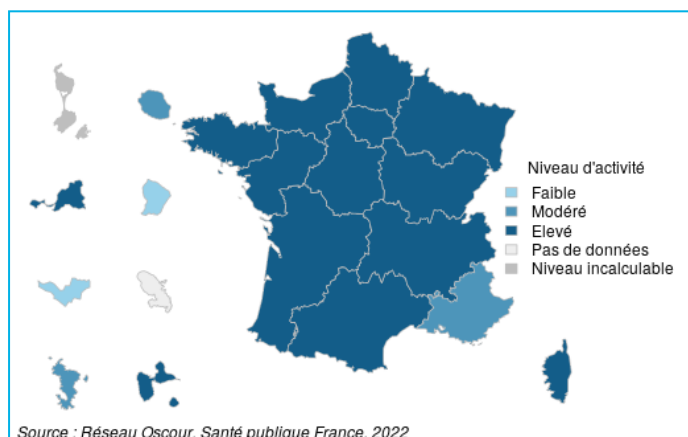 Niveau d'activité
Faible
Modéré
Elevé
Pas de données
Niveau incalculable
Source : Réseau Oscour, Santé publique France, 2022